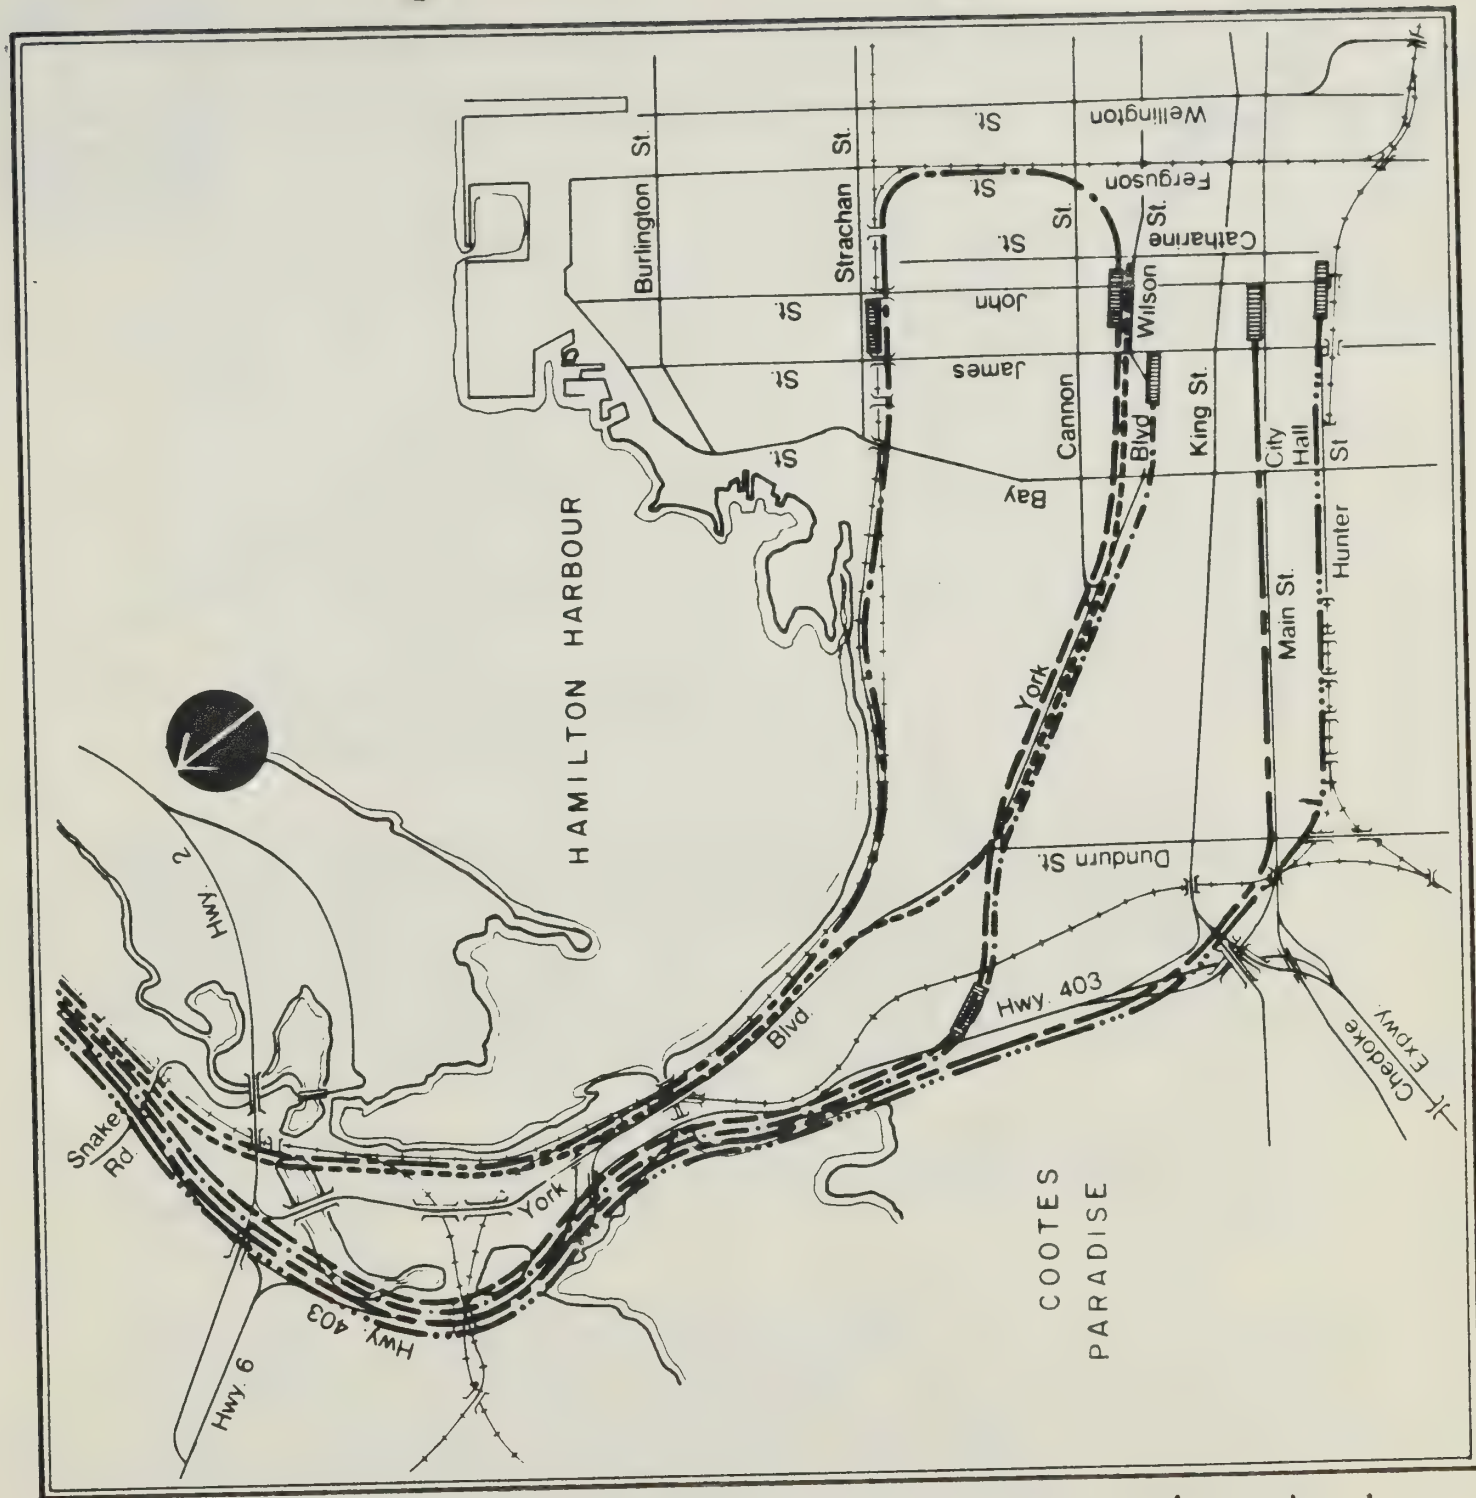 Wellington
St.
Ferguson
St.
Catharine
St.
John
St.
James
St.
Bay
St.
Burlington
St.
Strachan
St.
Cannon
St.
Wilson
St.
York
Blvd
King St.
City
Hall
Main St.
Hunter
St
Dundurn St.
HAMILTON HARBOUR
Hwy. 2
Hwy. 403
Chedoke
Expwy.
Blvd.
York
Snake
Rd.
Hwy. 403
Hwy. 6
COOTES
PARADISE